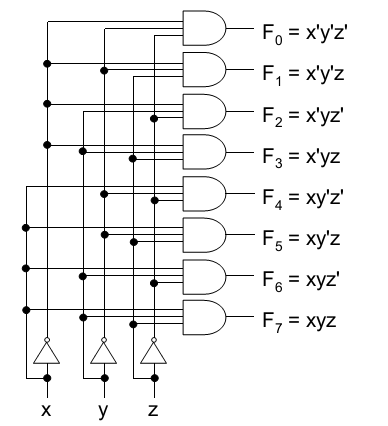 F₀ = x'y'z'
F₁ = x'y'z
F₂ = x'yz'
F₃ = x'yz
F₄ = xy'z'
F₅ = xy'z
F₆ = xyz'
F₇ = xyz
x y z